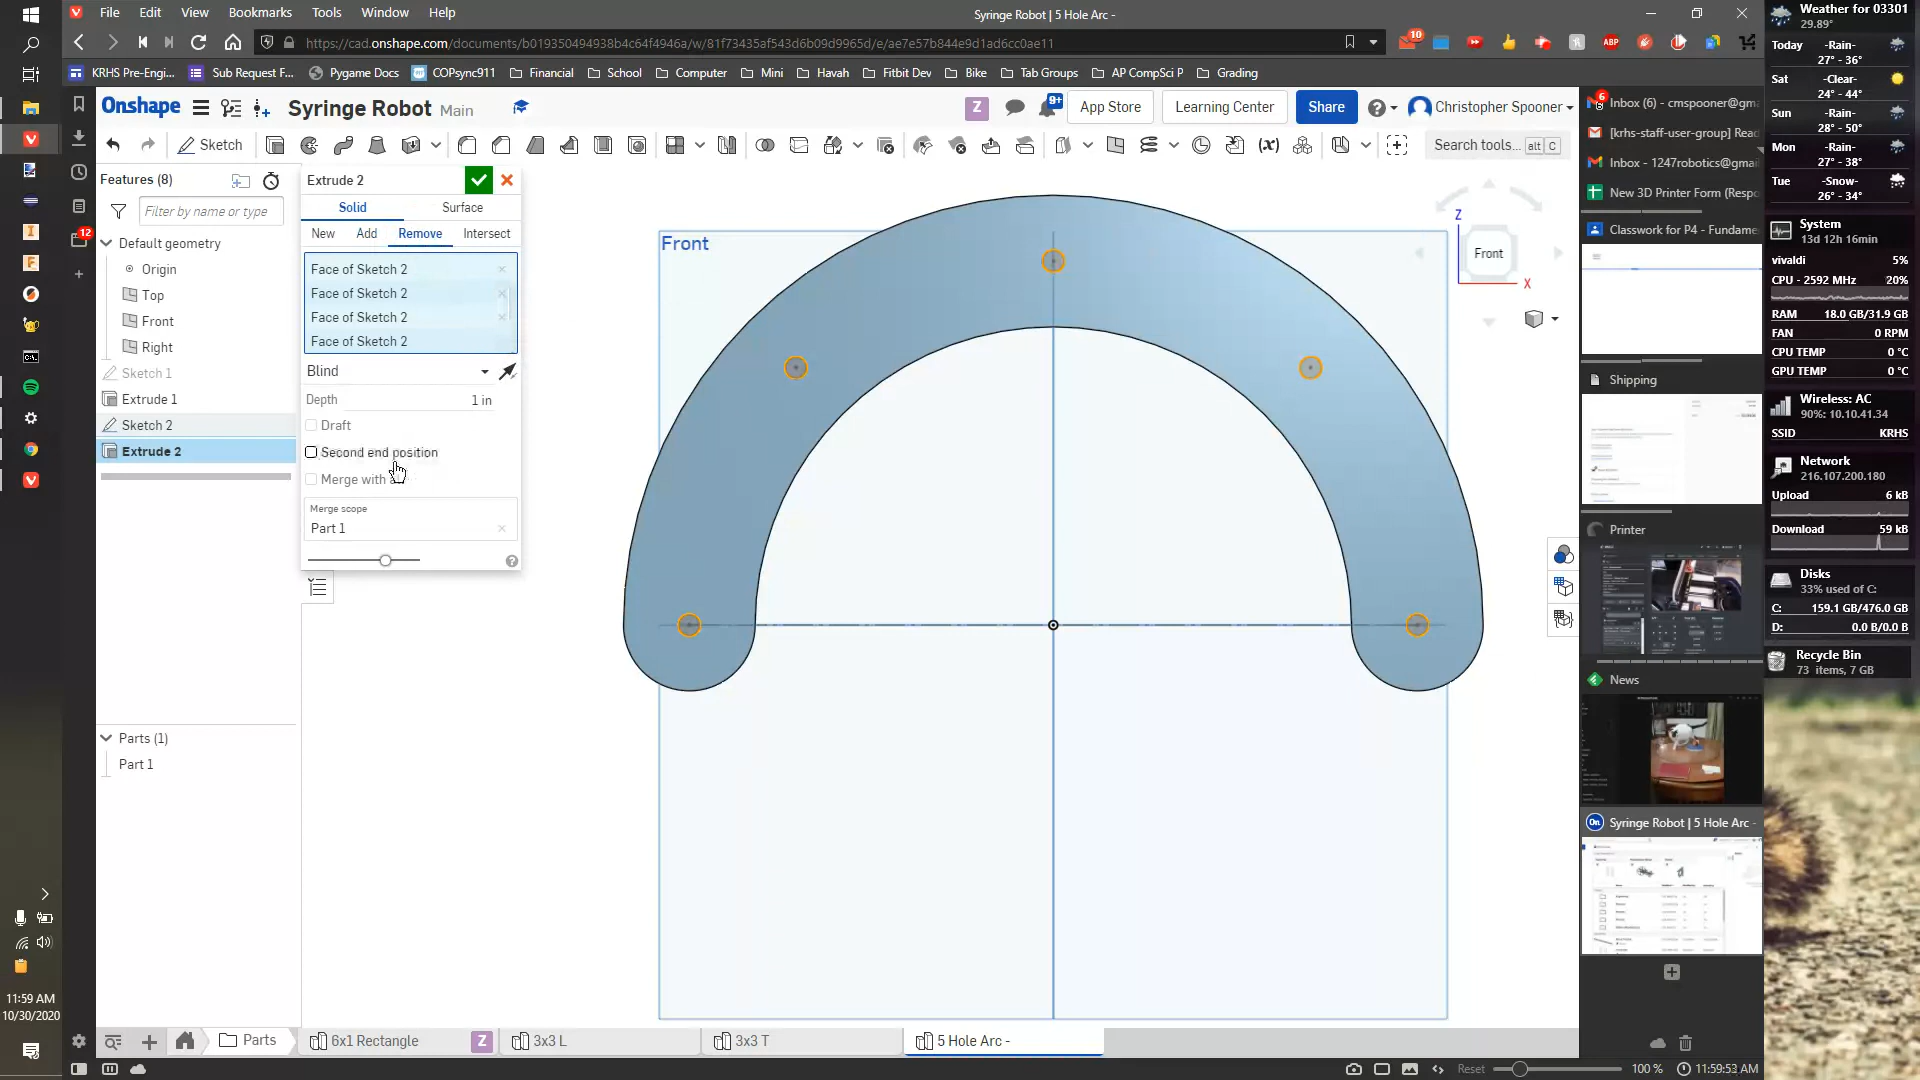 File Edit View Bookmarks Tools Window Help
Syringe Robot | 5 Hole Arc -
https://cad.onshape.com/documents/b019350494938b4c64f4946a/w/81f73435af543d6b09d9965d/e/ae7e57b844e9d1ad6cc0ae11
10
ABP
KRHS Pre-Engi... Sub Request F... Pygame Docs COPsync911 Financial School Computer Mini Havah Fitbit Dev Bike Tab Groups AP CompSci P Grading
Onshape
Syringe Robot Main
Z
9+
App Store
Learning Center
Share
Christopher Spooner
Sketch
Search tools... alt C
Features (8)
Filter by name or type
Default geometry
Origin
Top
Front
Right
Sketch 1
Extrude 1
Sketch 2
Extrude 2
Parts (1)
Part 1
12
Extrude 2
Solid Surface
New Add Remove Intersect
Face of Sketch 2
Face of Sketch 2
Face of Sketch 2
Face of Sketch 2
Blind
Depth 1 in
Draft
Second end position
Merge with a
Merge scope
Part 1
Front
Z
Front
X
6
Inbox (6) - cmspooner@gm
[krhs-staff-user-group] Read
Inbox - 1247robotics@gmai
New 3D Printer Form (Respo
Classwork for P4 - Fundame
Shipping
Printer
News
On Syringe Robot | 5 Hole Arc -
Weather for 03301
29.89°
Today -Rain-
27° - 36°
Sat -Clear-
24° - 44°
Sun -Rain-
28° - 50°
Mon -Rain-
27° - 38°
Tue -Snow-
26° - 34°
System
13d 12h 16min
vivaldi 5%
CPU - 2592 MHz 20%
RAM 18.0 GB/31.9 GB
FAN 0 RPM
CPU TEMP 0 °C
GPU TEMP 0 °C
Wireless: AC
90%: 10.10.41.34
SSID KRHS
Network
216.107.200.180
Upload 6 kB
Download 59 kB
Disks
33% used of C:
C: 159.1 GB/476.0 GB
D: 0.0 B/0.0 B
Recycle Bin
73 items, 7 GB
11:59 AM
10/30/2020
Parts
6x1 Rectangle
Z
3x3 L
3x3 T
5 Hole Arc -
Reset
100 %
11:59:53 AM